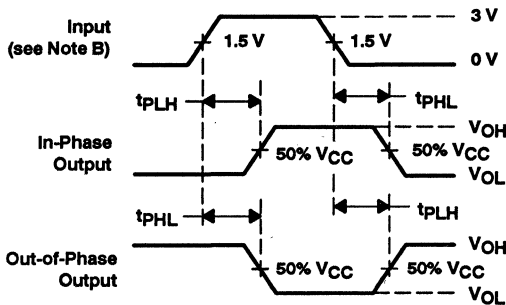 Input
(see Note B)
1.5 V
1.5 V
3 V
0 V
tPLH
tPHL
In-Phase
Output
50% VCC
50% VCC
VOH
VOL
tPHL
tPLH
Out-of-Phase
Output
50% VCC
50% VCC
VOH
VOL